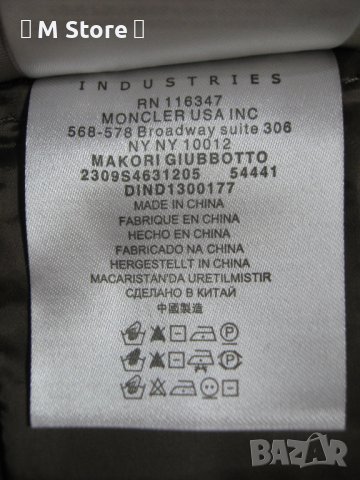 ꧁ M Store ꧂
INDUSTRIES
RN 116347
MONCLER USA INC
568-578 Broadway suite 306
NY NY 10012
MAKORI GIUBBOTTO
2309S4631205 54441
DIND1300177
MADE IN CHINA
FABRIQUE EN CHINA
HECHO EN CHINA
FABRICADO NA CHINA
HERGESTELLT IN CHINA
MACARISTAN'DA URETILMISTIR
СДЕЛАНО В КИТАЙ
中國製造
BAZAR